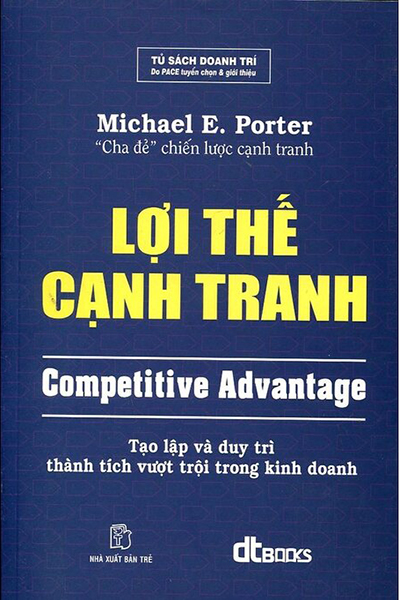 TỦ SÁCH DOANH TRÍ
Do PACE tuyển chọn & giới thiệu
Michael E. Porter
“Cha đẻ” chiến lược cạnh tranh
LỢI THẾ
CẠNH TRANH
Competitive Advantage
Tạo lập và duy trì
thành tích vượt trội trong kinh doanh
NHÀ XUẤT BẢN TRẺ
dtBOOKS